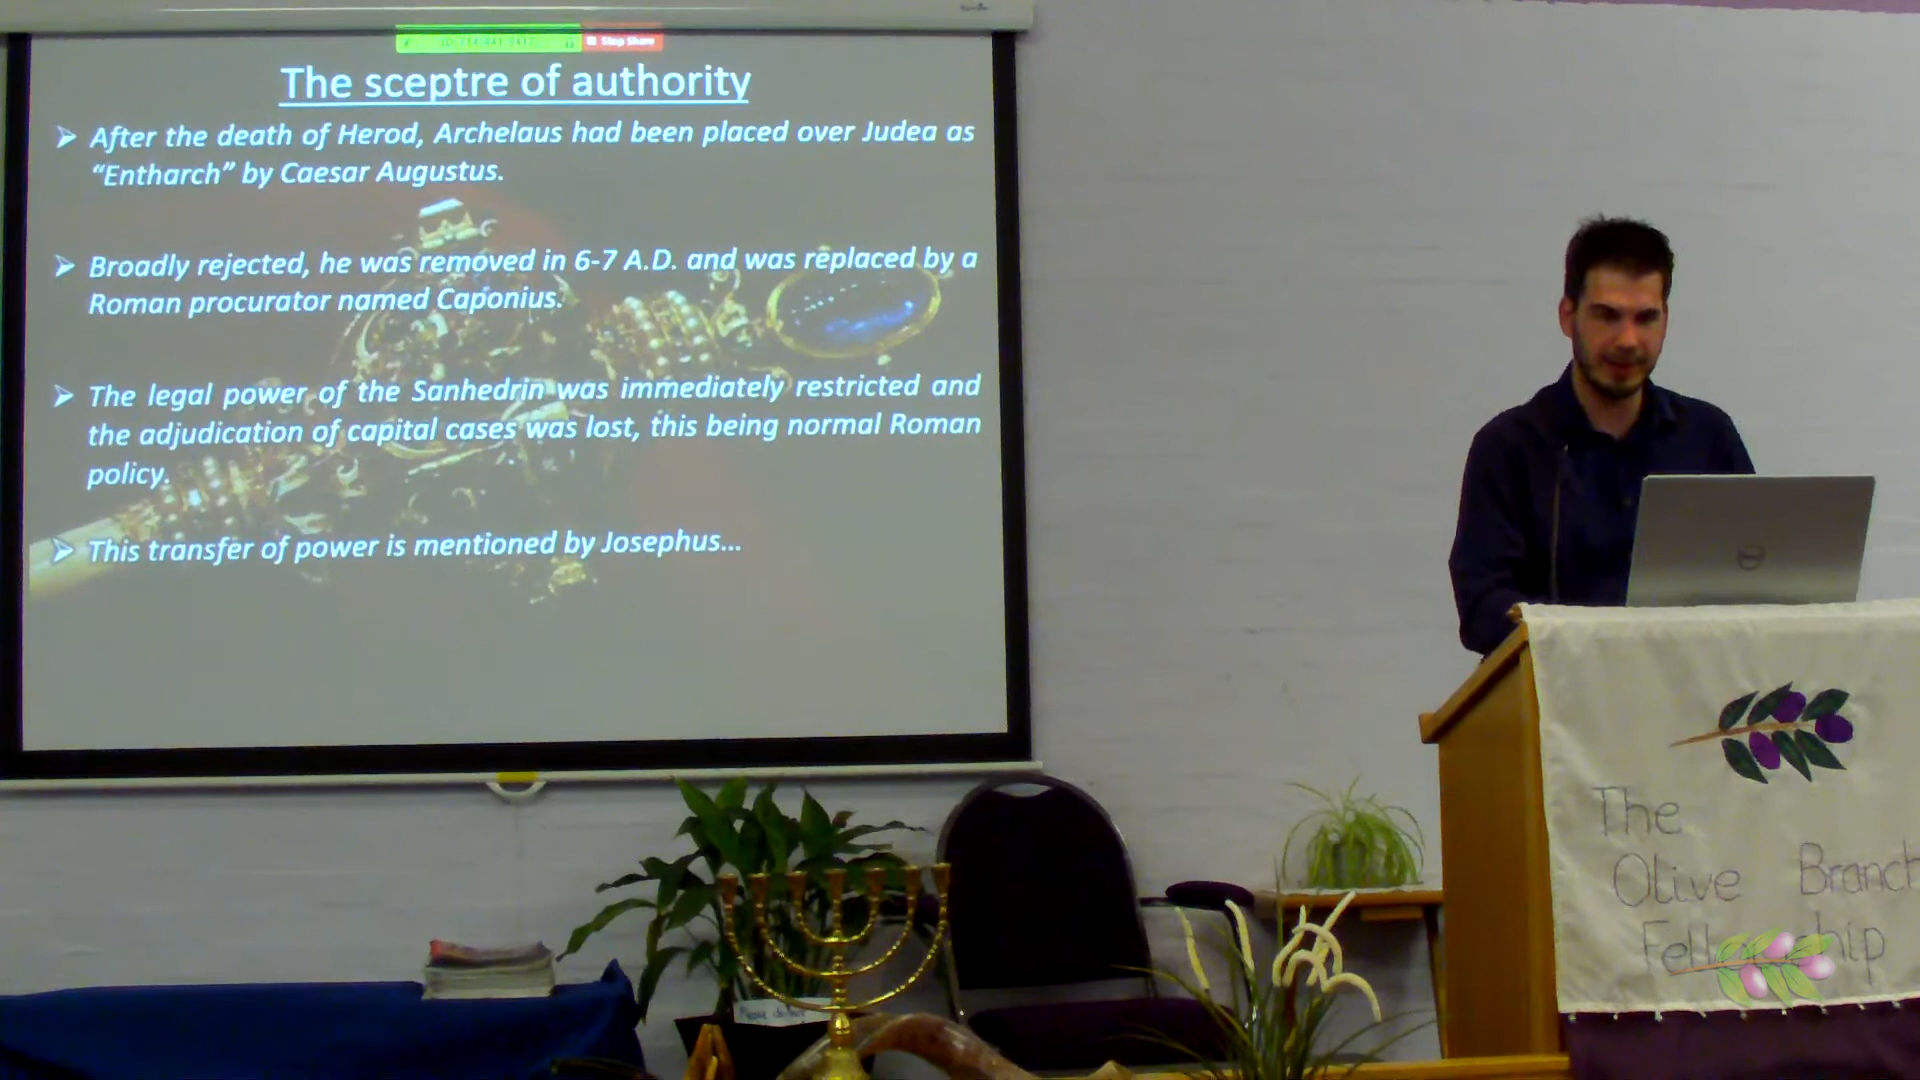 Stop Share
The sceptre of authority
After the death of Herod, Archelaus had been placed over Judea as
“Entharch” by Caesar Augustus.
Broadly rejected, he was removed in 6-7 A.D. and was replaced by a
Roman procurator named Caponius.
The legal power of the Sanhedrin was immediately restricted and
the adjudication of capital cases was lost, this being normal Roman
policy.
This transfer of power is mentioned by Josephus...
The
Olive Branch
Fellowship